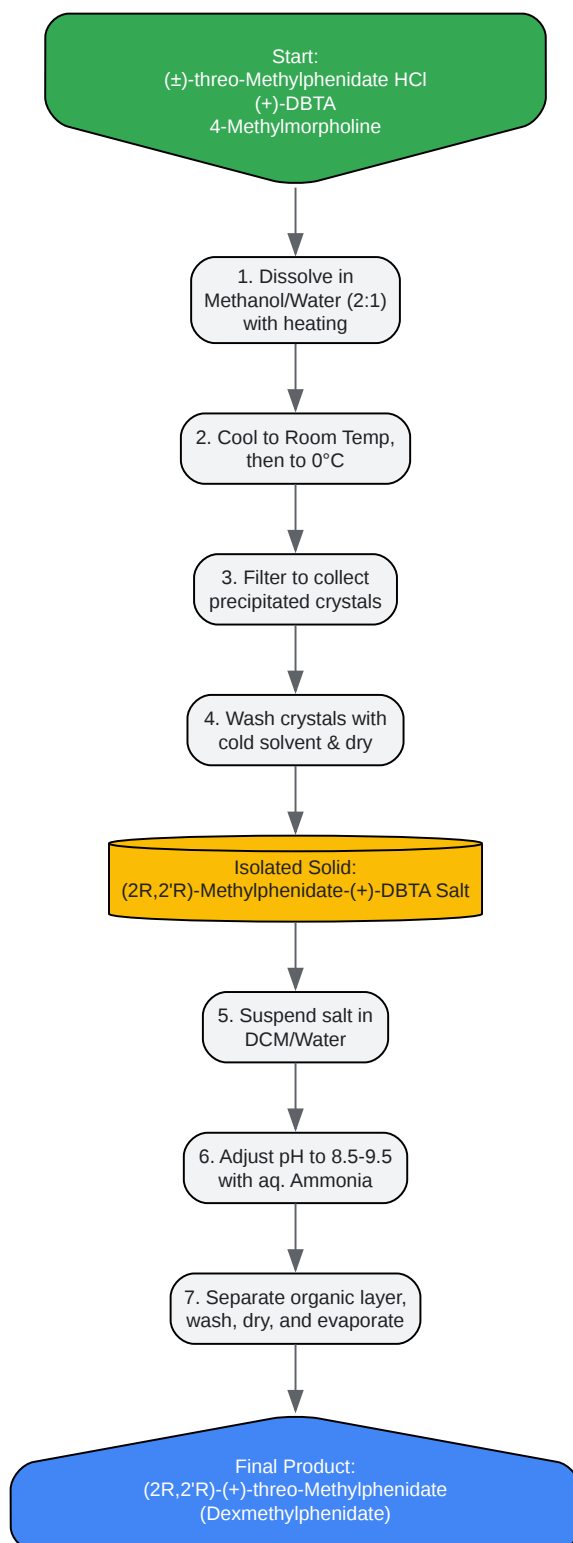 Start:
(±)-threo-Methylphenidate HCl
(+)-DBTA
4-Methylmorpholine
1. Dissolve in
Methanol/Water (2:1)
with heating
2. Cool to Room Temp,
then to 0°C
3. Filter to collect
precipitated crystals
4. Wash crystals with
cold solvent & dry
Isolated Solid:
(2R,2'R)-Methylphenidate-(+)-DBTA Salt
5. Suspend salt in
DCM/Water
6. Adjust pH to 8.5-9.5
with aq. Ammonia
7. Separate organic layer,
wash, dry, and evaporate
Final Product:
(2R,2'R)-(+)-threo-Methylphenidate
(Dexmethylphenidate)